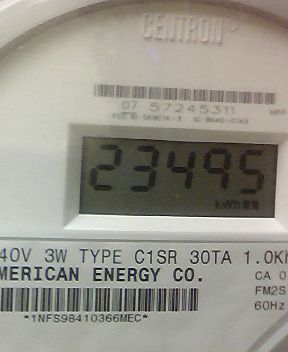 CENTRON
07 57245311
23495
kWh
40V 3W TYPE C1SR 30TA 1.0Kh
MERICAN ENERGY CO.
CA 0
FM2S
60Hz
*1NFS98410366MEC*